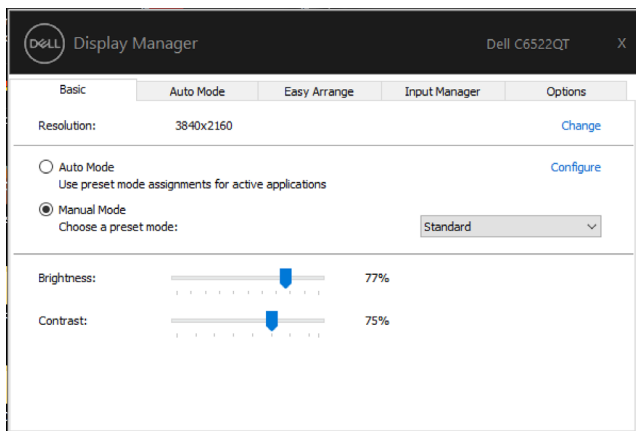 DELL Display Manager Dell C6522QT X
Basic Auto Mode Easy Arrange Input Manager Options
Resolution: 3840x2160 Change
Auto Mode Configure
Use preset mode assignments for active applications
Manual Mode
Choose a preset mode: Standard
Brightness: 77%
Contrast: 75%